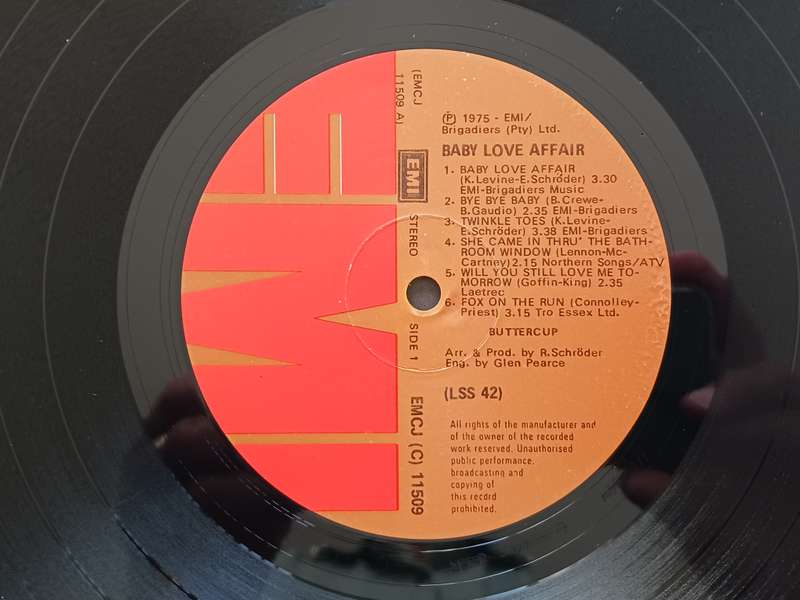 (EMCJ
11509 A)
EMI
STEREO
SIDE 1
EMCJ (C) 11509
EMI
Ⓟ 1975 - EMI/
Brigadiers (Pty) Ltd.
BABY LOVE AFFAIR
1. BABY LOVE AFFAIR
(K.Levine-E.Schröder) 3.30
EMI-Brigadiers Music
2. BYE BYE BABY (B.Crewe-
B.Gaudio) 2.35 EMI-Brigadiers
3. TWINKLE TOES (K.Levine-
E.Schröder) 3.38 EMI-Brigadiers
4. SHE CAME IN THRU' THE BATH-
ROOM WINDOW (Lennon-Mc-
Cartney) 2.15 Northern Songs/ATV
5. WILL YOU STILL LOVE ME TO-
MORROW (Goffin-King) 2.35
Laetrec
6. FOX ON THE RUN (Connolley-
Priest) 3.15 Tro Essex Ltd.
BUTTERCUP
Arr. & Prod. by R.Schröder
Eng. by Glen Pearce
(LSS 42)
All rights of the manufacturer and
of the owner of the recorded
work reserved. Unauthorised
public performance,
broadcasting and
copying of
this record
prohibited.